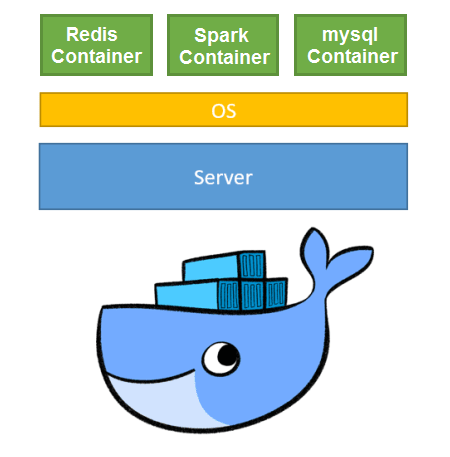 Redis
Container
Spark
Container
mysql
Container
OS
Server